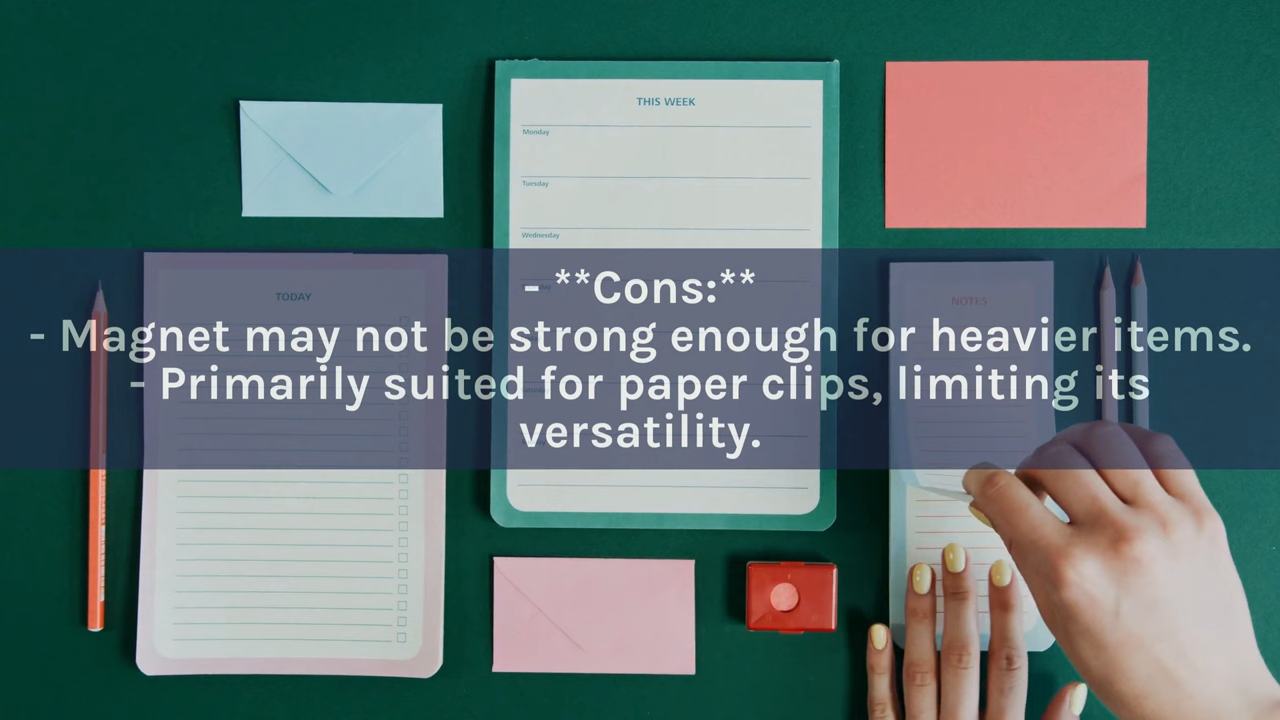 THIS WEEK
Monday
Tuesday
Wednesday
TODAY
NOTES
- **Cons:**
- Magnet may not be strong enough for heavier items.
- Primarily suited for paper clips, limiting its
versatility.